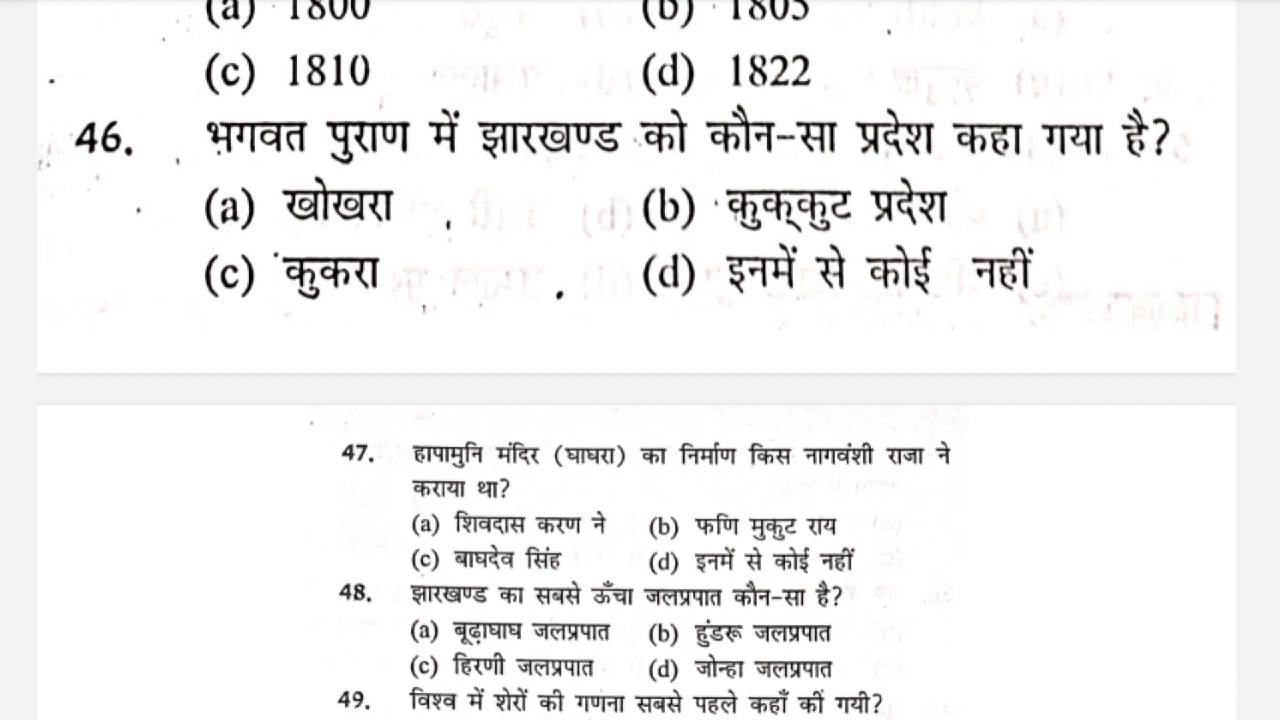 (a) 1800 (b) 1805
(c) 1810 (d) 1822
46. भगवत पुराण में झारखण्ड को कौन-सा प्रदेश कहा गया है?
(a) खोखरा (b) कुक्कुट प्रदेश
(c) कुकरा (d) इनमें से कोई नहीं
47. हापामुनि मंदिर (घाघरा) का निर्माण किस नागवंशी राजा ने
कराया था?
(a) शिवदास करण ने (b) फणि मुकुट राय
(c) बाघदेव सिंह (d) इनमें से कोई नहीं
48. झारखण्ड का सबसे ऊँचा जलप्रपात कौन-सा है?
(a) बूढ़ाघाघ जलप्रपात (b) हुंडरू जलप्रपात
(c) हिरणी जलप्रपात (d) जोन्हा जलप्रपात
49. विश्व में शेरों की गणना सबसे पहले कहाँ कीं गयी?